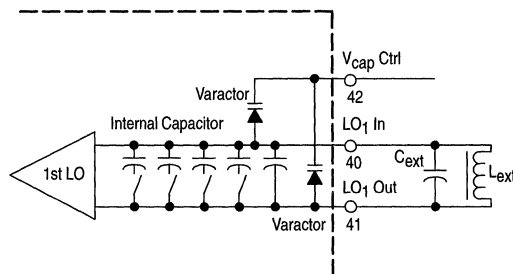 Vcap Ctrl
Varactor
42
Internal Capacitor
LO1 In
1st LO
40
Cext
Lext
LO1 Out
Varactor
41